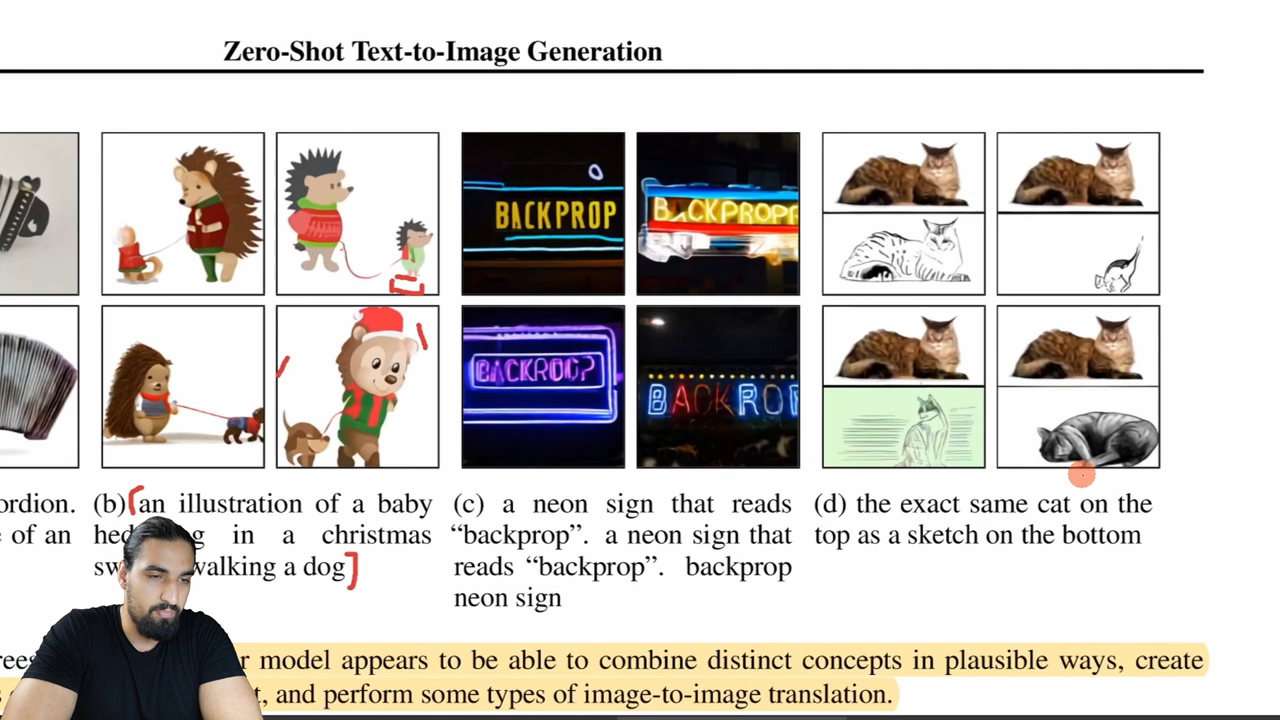 Zero-Shot Text-to-Image Generation
BACKPROP
BACKPROPP
BACKROO?
BACKROP
ordion.
of an
(b) an illustration of a baby
in a christmas
walking a dog
(c) a neon sign that reads
“backprop”. a neon sign that
reads “backprop”. backprop
neon sign
(d) the exact same cat on the
top as a sketch on the bottom
r model appears to be able to combine distinct concepts in plausible ways, create
t, and perform some types of image-to-image translation.